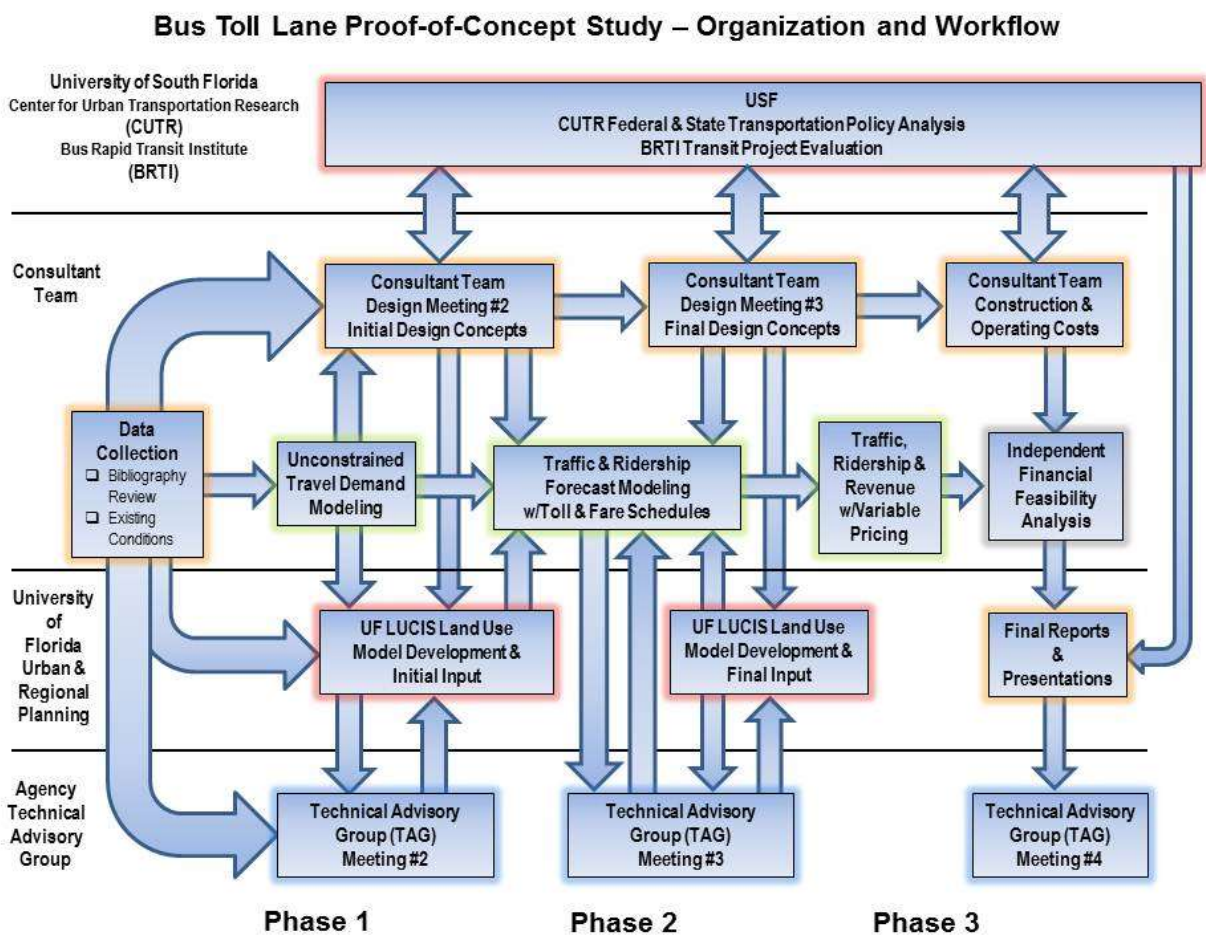 Bus Toll Lane Proof-of-Concept Study – Organization and Workflow
University of South Florida
Center for Urban Transportation Research
(CUTR)
Bus Rapid Transit Institute
(BRTI)
USF
CUTR Federal & State Transportation Policy Analysis
BRTI Transit Project Evaluation
Consultant
Team
Consultant Team
Design Meeting #2
Initial Design Concepts
Consultant Team
Design Meeting #3
Final Design Concepts
Consultant Team
Construction &
Operating Costs
Data
Collection
Bibliography
Review
Existing
Conditions
Unconstrained
Travel Demand
Modeling
Traffic & Ridership
Forecast Modeling
w/Toll & Fare Schedules
Traffic,
Ridership &
Revenue
w/Variable
Pricing
Independent
Financial
Feasibility
Analysis
University
of
Florida
Urban &
Regional
Planning
UF LUCIS Land Use
Model Development &
Initial Input
UF LUCIS Land Use
Model Development &
Final Input
Final Reports
&
Presentations
Agency
Technical
Advisory
Group
Technical Advisory
Group (TAG)
Meeting #2
Technical Advisory
Group (TAG)
Meeting #3
Technical Advisory
Group (TAG)
Meeting #4
Phase 1
Phase 2
Phase 3